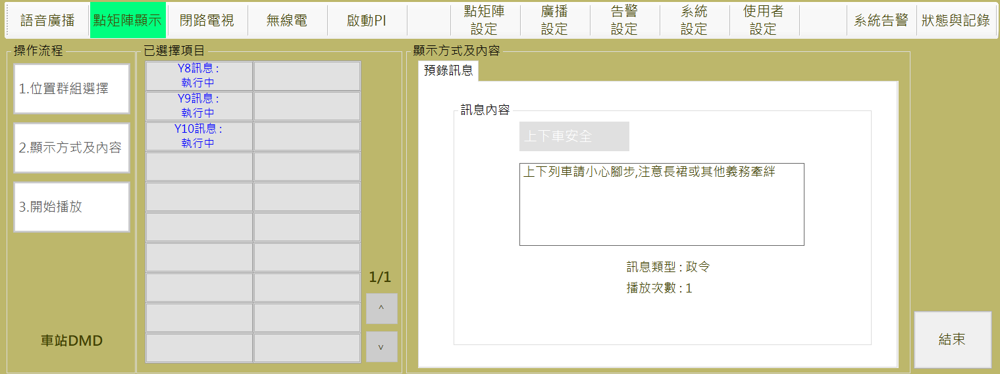 語音廣播
點矩陣顯示
閉路電視
無線電
啟動PI
點矩陣
設定
廣播
設定
告警
設定
系統
設定
使用者
設定
系統告警
狀態與記錄
操作流程
1.位置群組選擇
2.顯示方式及內容
3.開始播放
車站DMD
已選擇項目
Y8訊息 :
執行中
Y9訊息 :
執行中
Y10訊息 :
執行中
1/1
^
v
顯示方式及內容
預錄訊息
訊息內容
上下車安全
上下列車請小心腳步,注意長裙或其他義務牽絆
訊息類型 : 政令
播放次數 : 1
結束